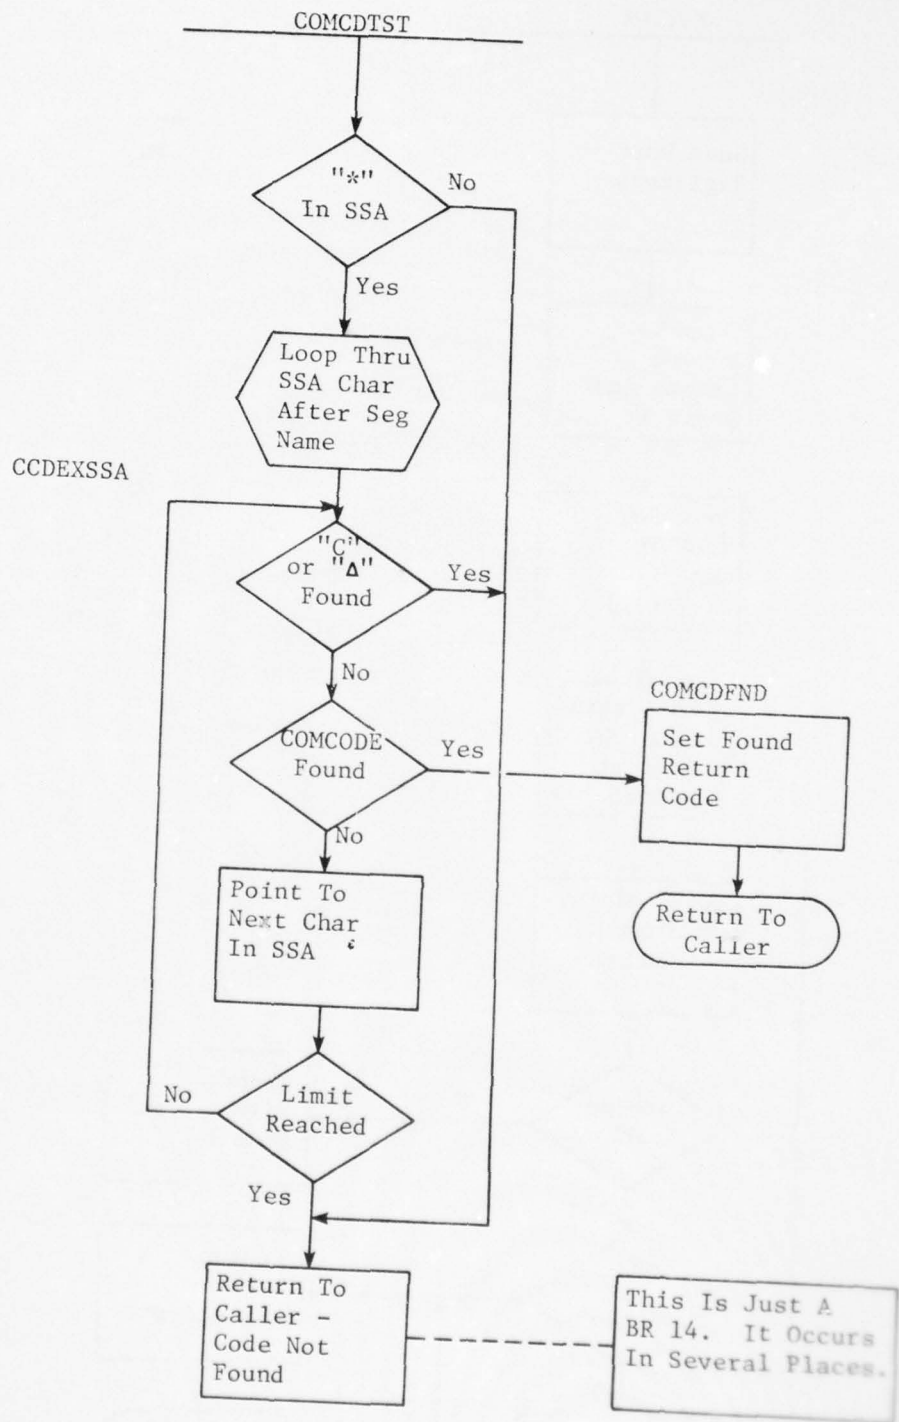 COMCDTST
"*"
In SSA
No
Yes
Loop Thru
SSA Char
After Seg
Name
CCDEXSSA
"C"
or "Δ"
Found
Yes
No
COMCODE
Found
Yes
No
COMCDFND
Set Found
Return
Code
Return To
Caller
Point To
Next Char
In SSA
Limit
Reached
No
Yes
Return To
Caller -
Code Not
Found
This Is Just A
BR 14. It Occurs
In Several Places.